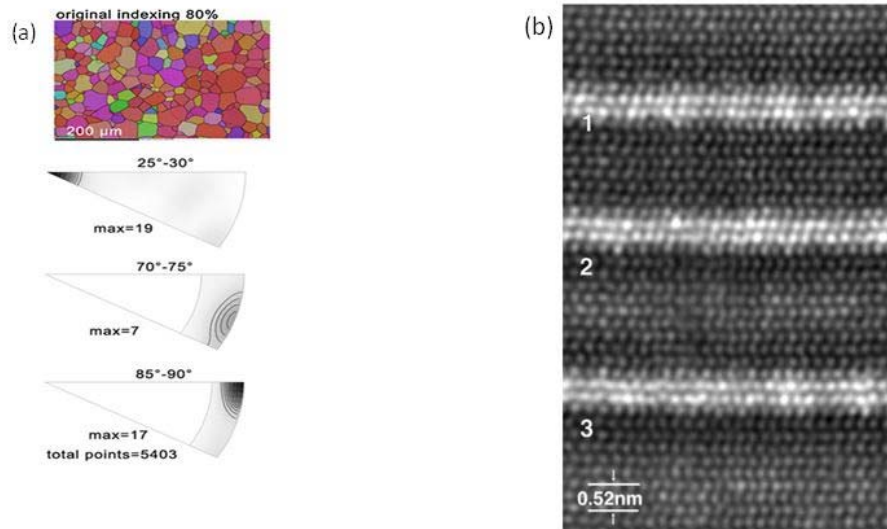 (a)
original indexing 80%
200 µm
25°-30°
max=19
70°-75°
max=7
85°-90°
max=17
total points=5403
(b)
1
2
3
0.52nm